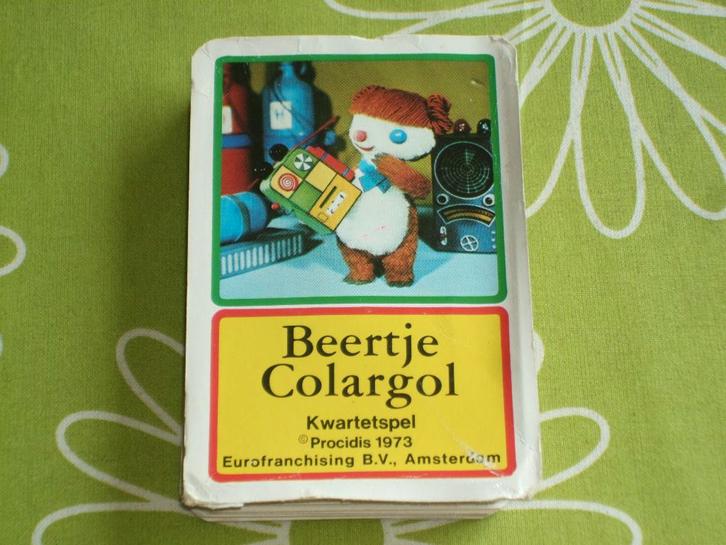 Beertje
Colargol
Kwartetspel
© Procidis 1973
Eurofranchising B.V., Amsterdam